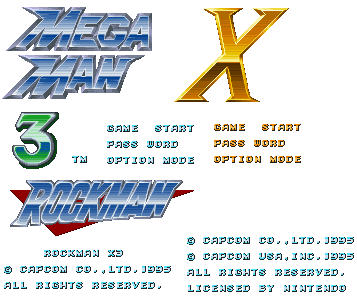 MEGA
MAN
X
3
TM
GAME START
PASS WORD
OPTION MODE
GAME START
PASS WORD
OPTION MODE
ROCKMAN
ROCKMAN X3
© CAPCOM CO.,LTD.1995
ALL RIGHTS RESERVED.
© CAPCOM CO.,LTD.1995
© CAPCOM USA,INC.1995
ALL RIGHTS RESERVED.
LICENSED BY NINTENDO